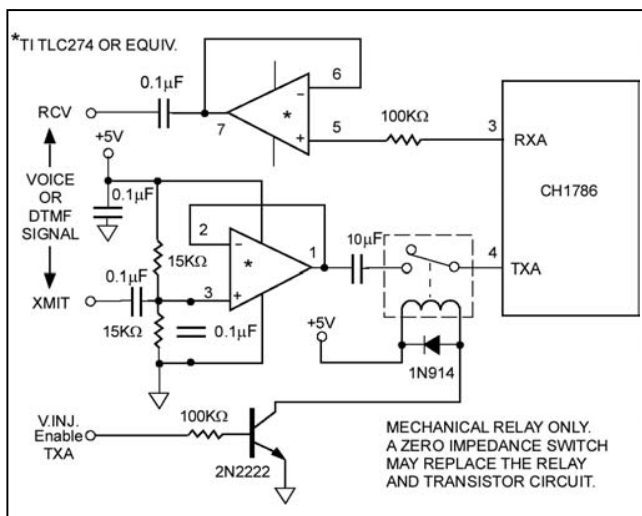 *TI TLC274 OR EQUIV.
0.1µF
6
RCV
7
*
5
100KΩ
3
RXA
+5V
CH1786
VOICE
OR
DTMF
SIGNAL
0.1µF
2
15KΩ
*
1
10µF
4
TXA
0.1µF
3
XMIT
15KΩ
0.1µF
+5V
1N914
V.INJ.
Enable
TXA
100KΩ
2N2222
MECHANICAL RELAY ONLY.
A ZERO IMPEDANCE SWITCH
MAY REPLACE THE RELAY
AND TRANSISTOR CIRCUIT.